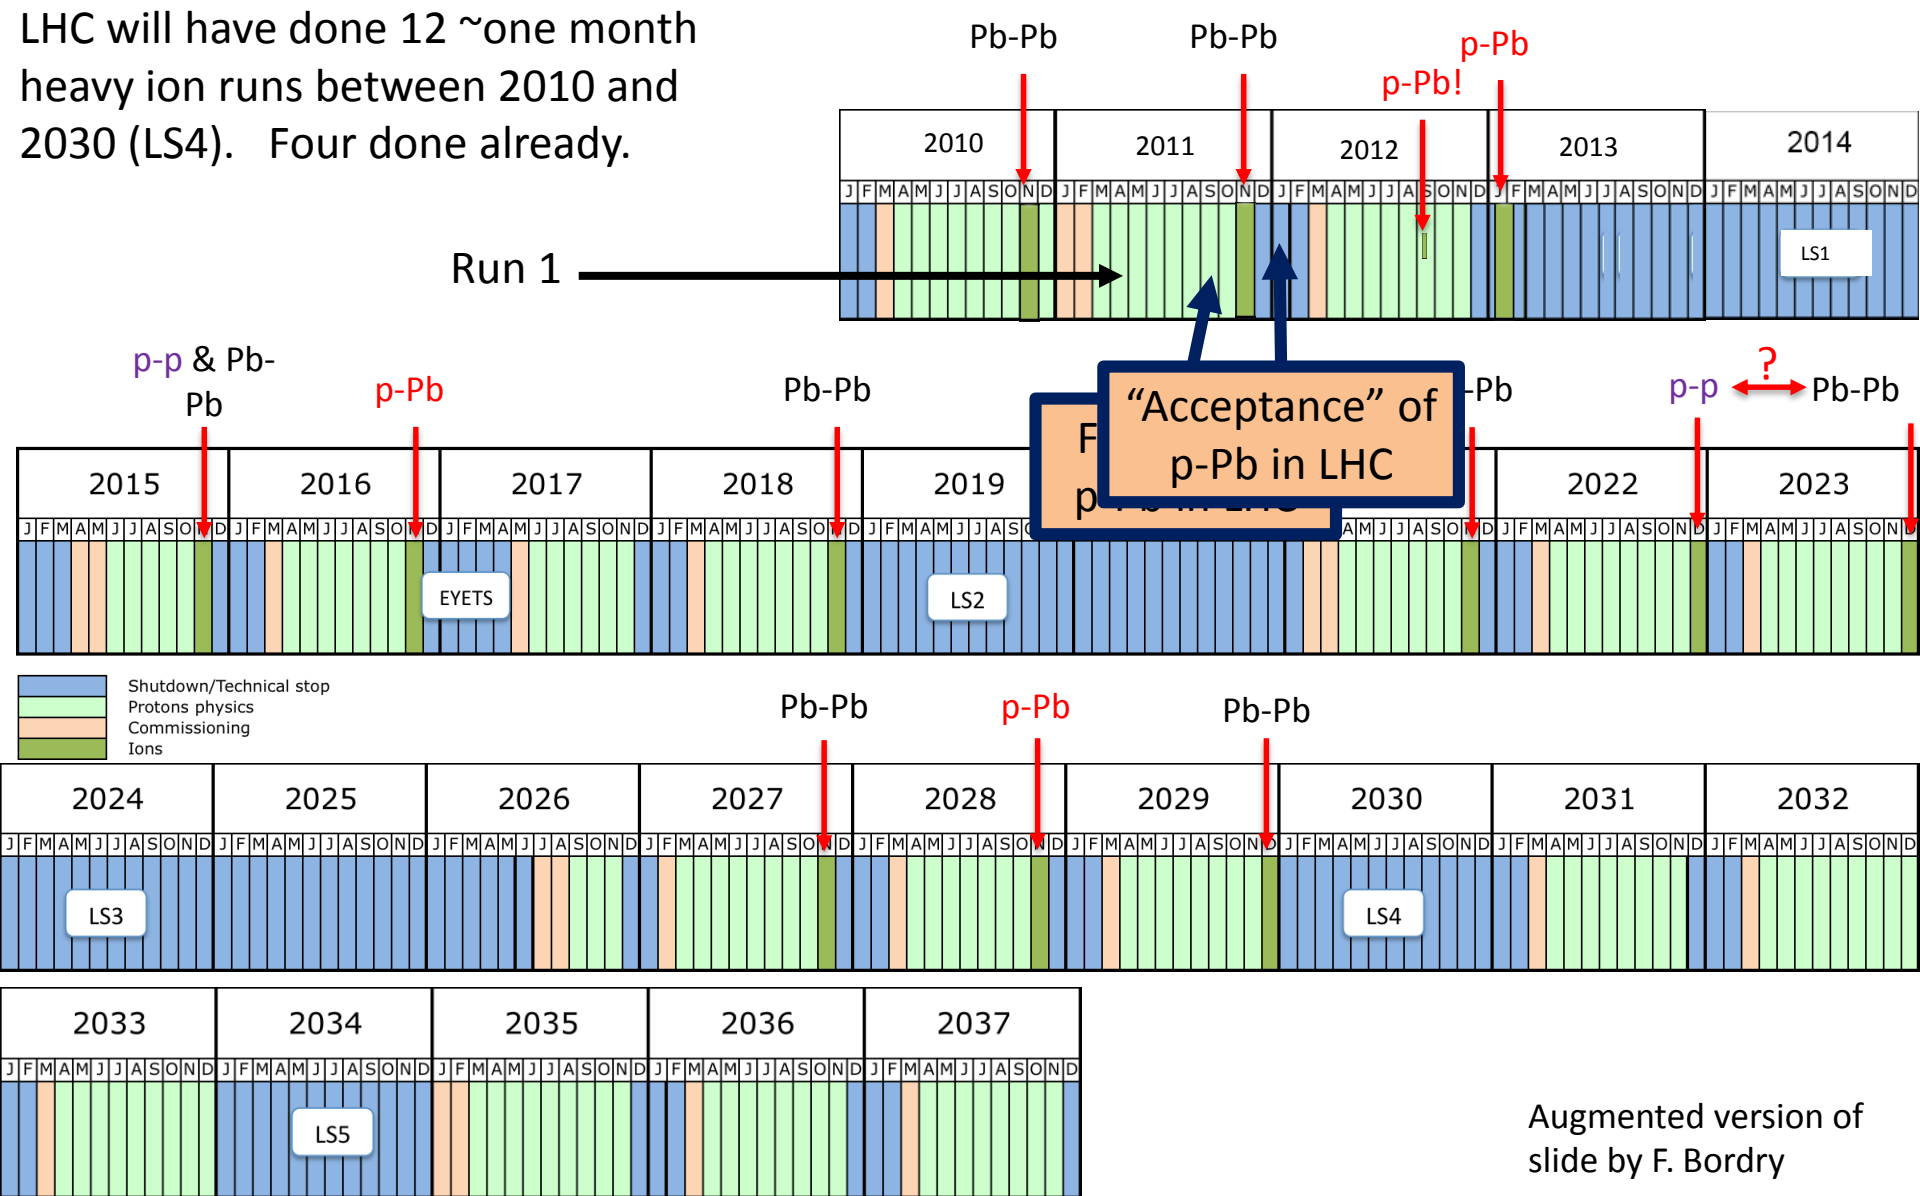 LHC will have done 12 ~one month
heavy ion runs between 2010 and
2030 (LS4).   Four done already.
Pb-Pb
Pb-Pb
p-Pb
p-Pb!
2010
2011
2012
2013
2014
J F M A M J J A S O N D J F M A M J J A S O N D J F M A M J J A S O N D J F M A M J J A S O N D J F M A M J J A S O N D
Run 1
LS1
p-p & Pb-
Pb
p-Pb
Pb-Pb
"Acceptance" of
p-Pb in LHC
-Pb
p-p
?
Pb-Pb
2015
2016
2017
2018
2019
2022
2023
J F M A M J J A S O N D J F M A M J J A S O N D J F M A M J J A S O N D J F M A M J J A S O N D J F M A M J J A S O
A M J J A S O N D J F M A M J J A S O N D J F M A M J J A S O N D
EYETS
LS2
Shutdown/Technical stop
Protons physics
Commissioning
Ions
Pb-Pb
p-Pb
Pb-Pb
2024
2025
2026
2027
2028
2029
2030
2031
2032
J F M A M J J A S O N D J F M A M J J A S O N D J F M A M J J A S O N D J F M A M J J A S O N D J F M A M J J A S O N D J F M A M J J A S O N D J F M A M J J A S O N D J F M A M J J A S O N D J F M A M J J A S O N D
LS3
LS4
2033
2034
2035
2036
2037
J F M A M J J A S O N D J F M A M J J A S O N D J F M A M J J A S O N D J F M A M J J A S O N D J F M A M J J A S O N D
LS5
Augmented version of
slide by F. Bordry